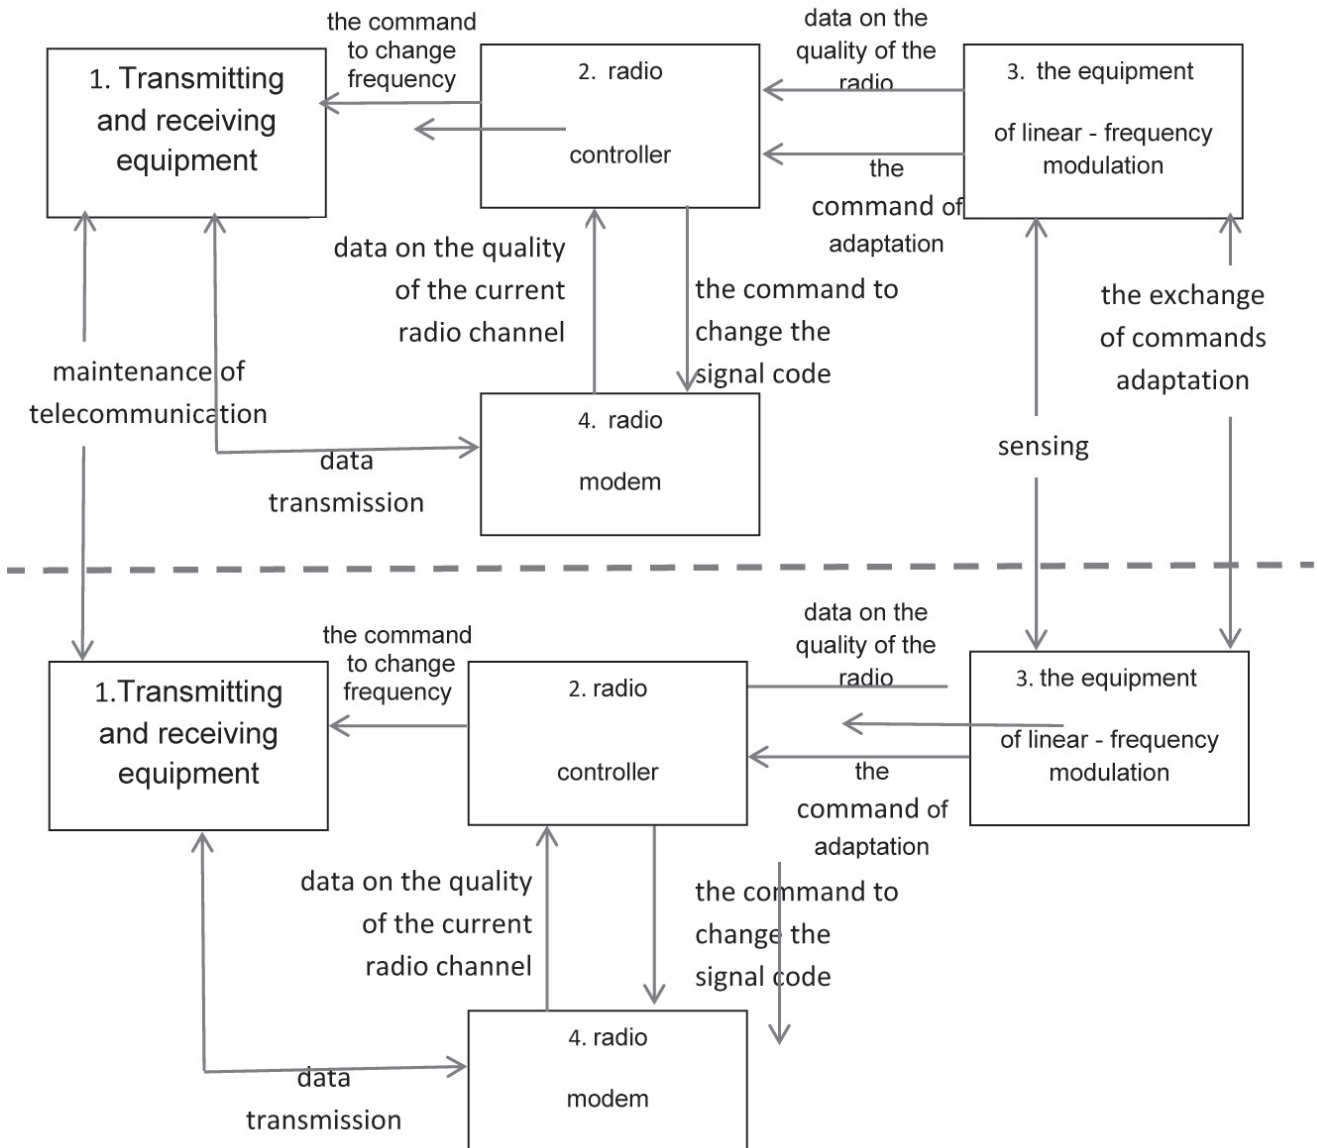 the command
to change
frequency
data on the
quality of the
radio
1. Transmitting
and receiving
equipment
2. radio
controller
3. the equipment
of linear - frequency
modulation
the
command of
adaptation
data on the quality
of the current
radio channel
the command to
change the
signal code
the exchange
of commands
adaptation
maintenance of
telecommunication
4. radio
modem
sensing
data
transmission
the command
to change
frequency
data on the
quality of the
radio
1.Transmitting
and receiving
equipment
2. radio
controller
3. the equipment
of linear - frequency
modulation
the
command of
adaptation
data on the quality
of the current
radio channel
the command to
change the
signal code
4. radio
modem
data
transmission